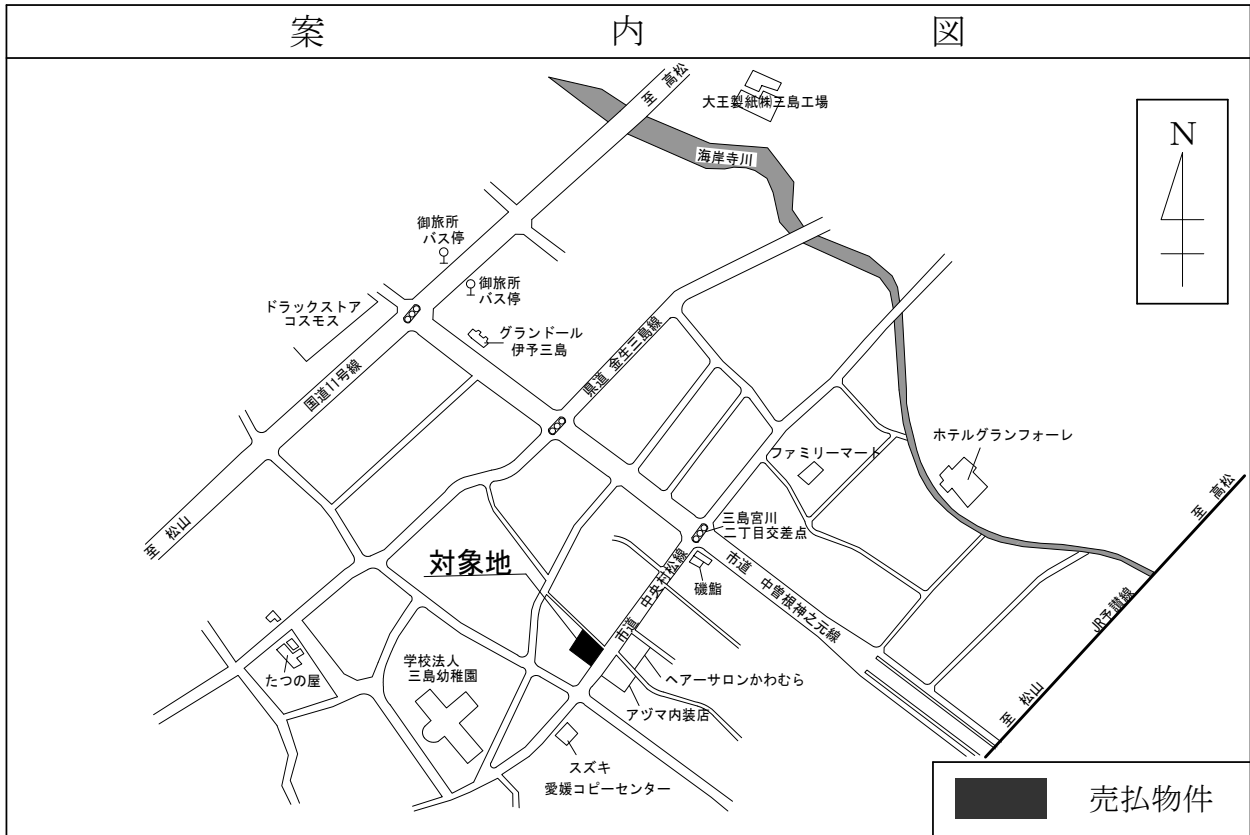 案内図
至 高松
大王製紙㈱三島工場
N
海岸寺川
御旅所
バス停
御旅所
バス停
ドラックストア
コスモス
グランドール
伊予三島
県道 金生三島線
国道11号線
ホテルグランフォーレ
ファミリーマート
至 高松
三島宮川
二丁目交差点
至 松山
対象地
市道 中央村松線
磯鮨
市道 中曽根神之元線
JR予讃線
学校法人
三島幼稚園
たつの屋
ヘアーサロンかわむら
アヅマ内装店
至 松山
スズキ
愛媛コピーセンター
売払物件